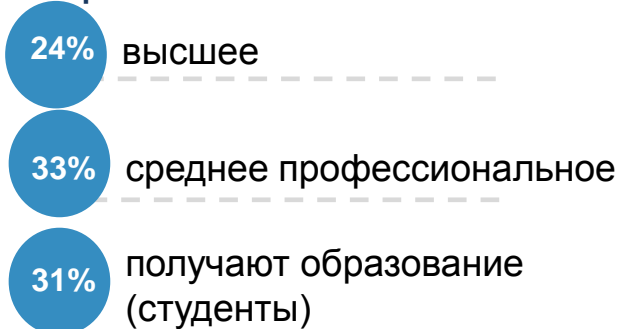 24% высшее
33% среднее профессиональное
31% получают образование
(студенты)